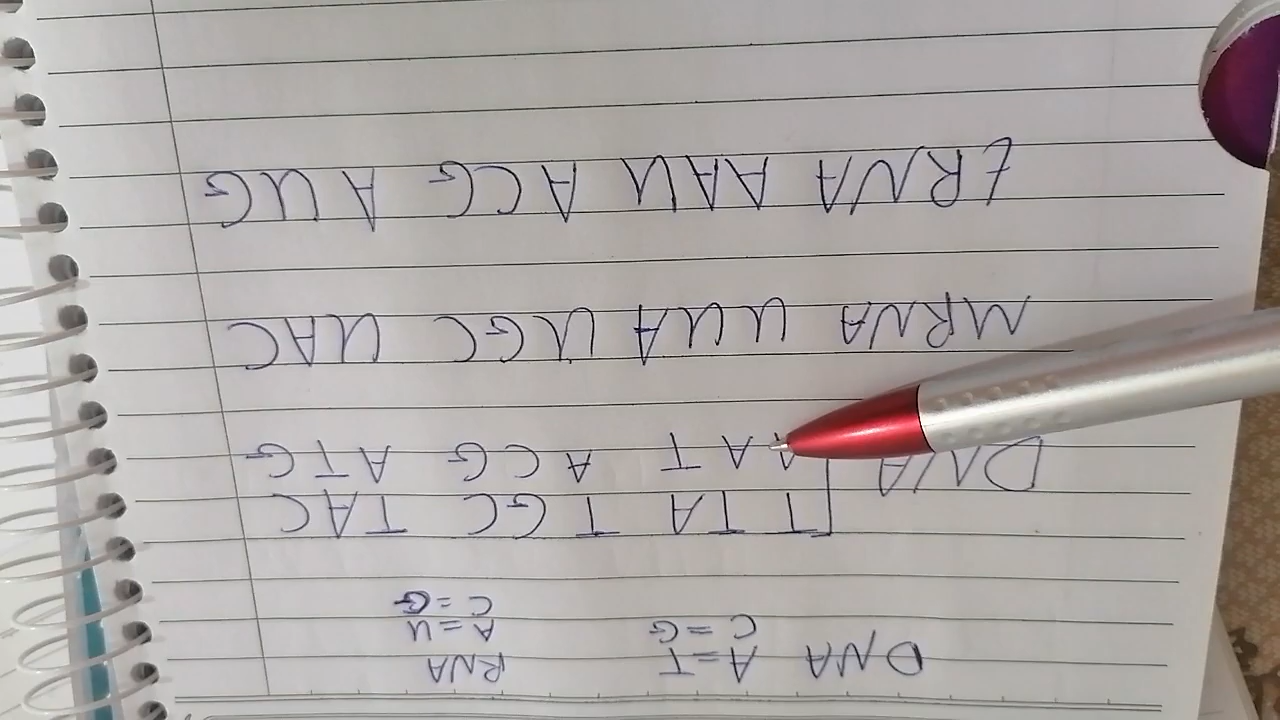 DNA A=T RNA
C=G A=U
C=G
TTA TGC TAC
DNA AAT ACG ATG
MRNA UUA UGC UAC
tRNA AAU ACG AUG